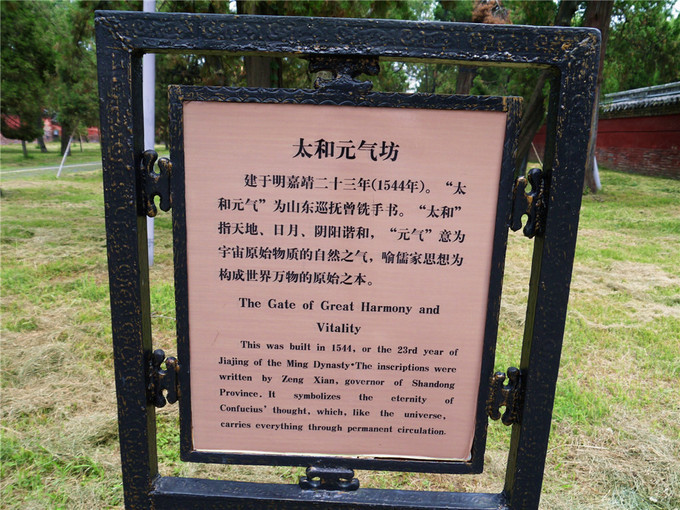 太和元气坊
建于明嘉靖二十三年(1544年)。“太
和元气”为山东巡抚曾铣手书。“太和”
指天地、日月、阴阳谐和，“元气”意为
宇宙原始物质的自然之气，喻儒家思想为
构成世界万物的原始之本。
The Gate of Great Harmony and
Vitality
This was built in 1544, or the 23rd year of
Jiajing of the Ming Dynasty•The inscriptions were
written by Zeng Xian, governor of Shandong
Province. It symbolizes the eternity of
Confucius' thought, which, like the universe,
carries everything through permanent circulation.